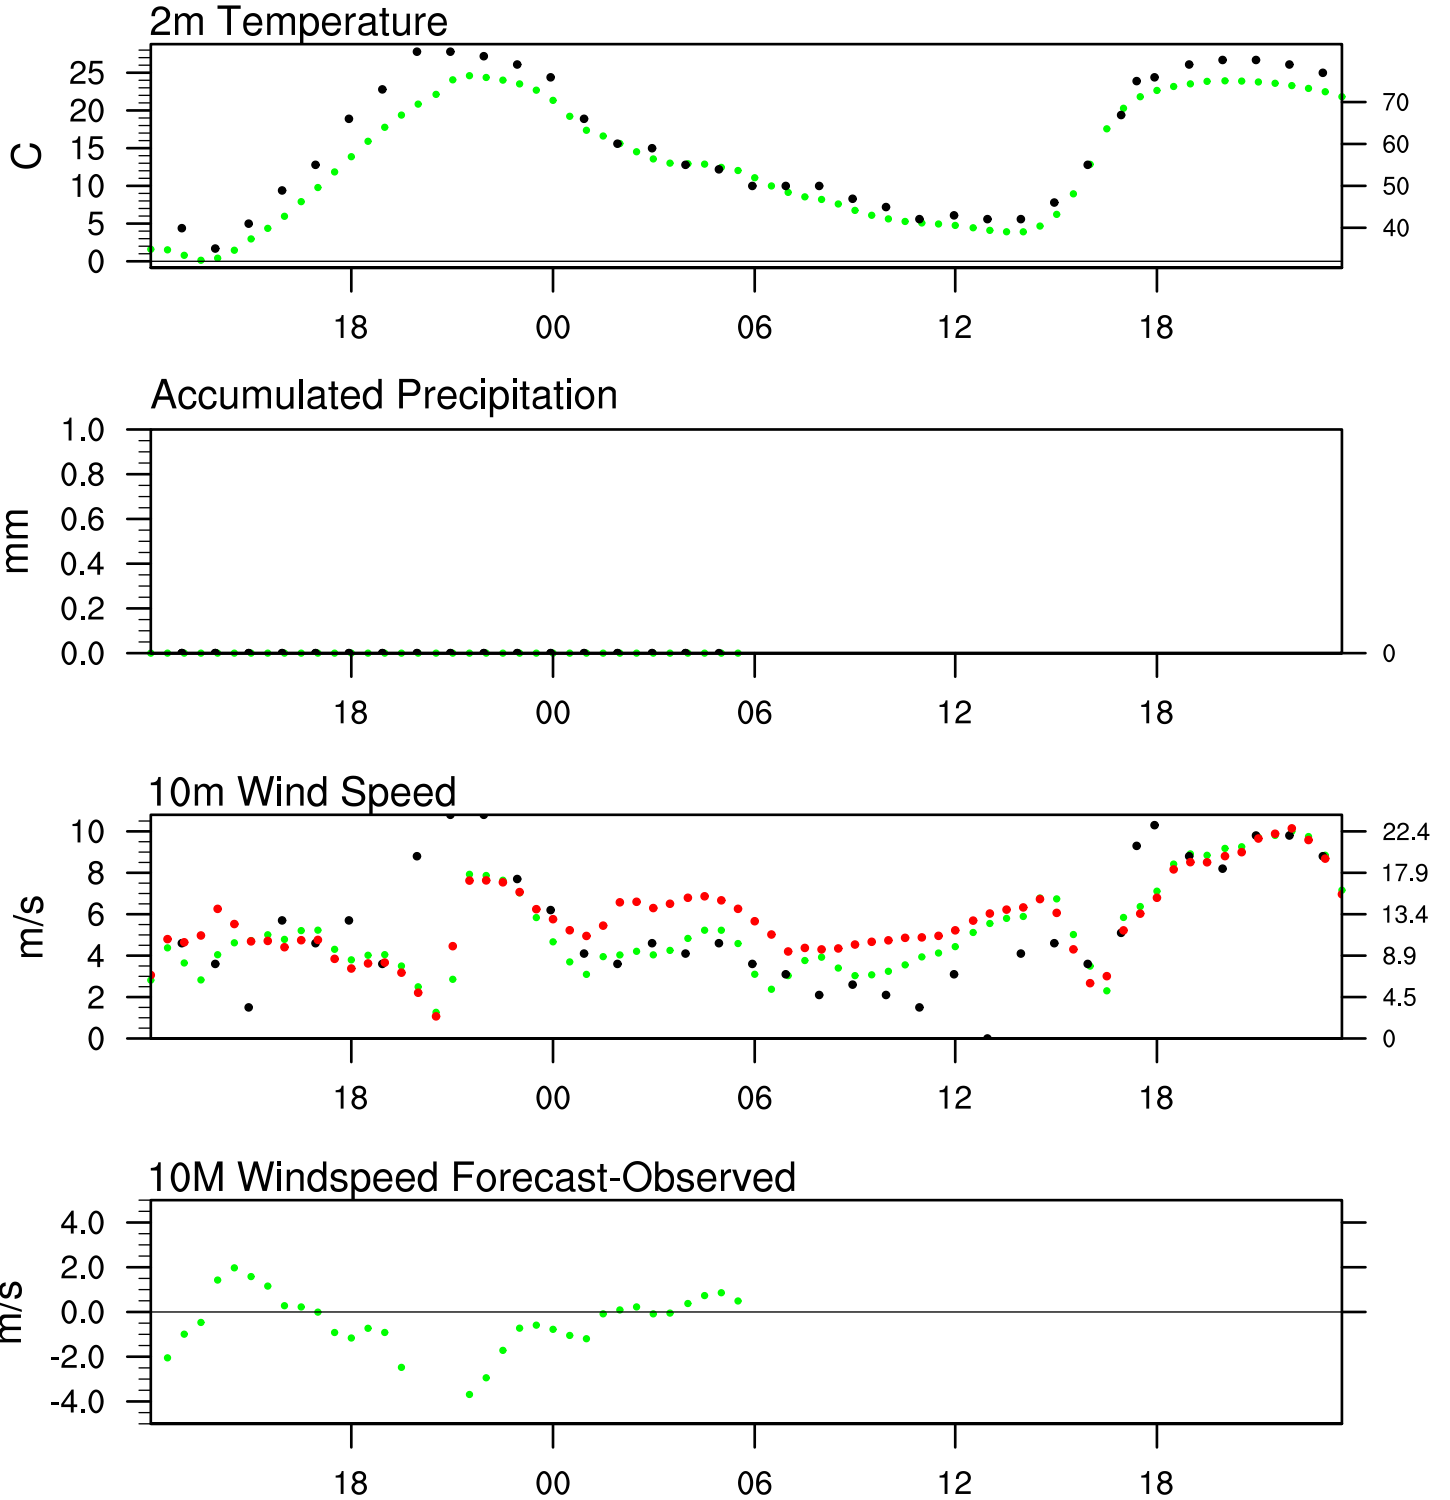 2m Temperature
25
20
15
10
5
0
C
70
60
50
40
18 00 06 12 18
Accumulated Precipitation
1.0
0.8
0.6
0.4
0.2
0.0
mm
0
18 00 06 12 18
10m Wind Speed
10
8
6
4
2
0
m/s
22.4
17.9
13.4
8.9
4.5
0
18 00 06 12 18
10M Windspeed Forecast-Observed
4.0
2.0
0.0
-2.0
-4.0
m/s
18 00 06 12 18